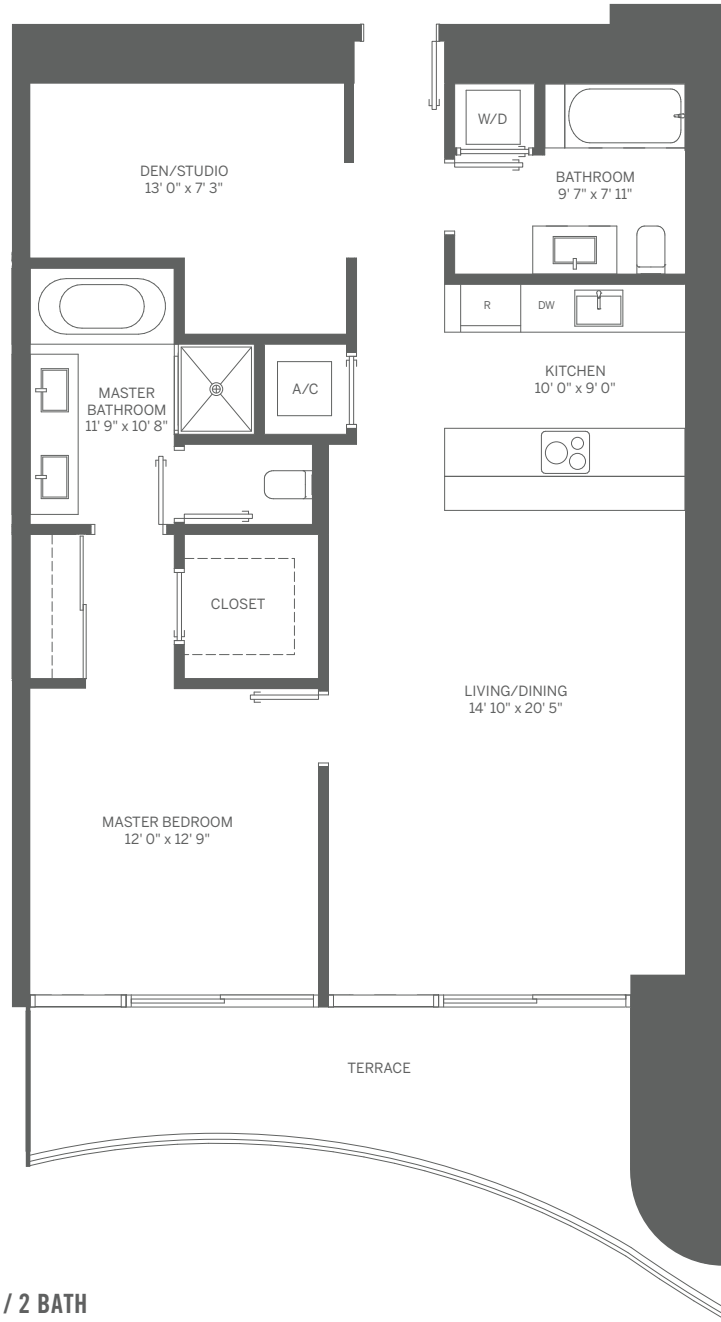 W/D
DEN/STUDIO
13' 0" x 7' 3"
BATHROOM
9' 7" x 7' 11"
R
DW
KITCHEN
10' 0" x 9' 0"
A/C
MASTER
BATHROOM
11' 9" x 10' 8"
CLOSET
LIVING/DINING
14' 10" x 20' 5"
MASTER BEDROOM
12' 0" x 12' 9"
TERRACE
/ 2 BATH